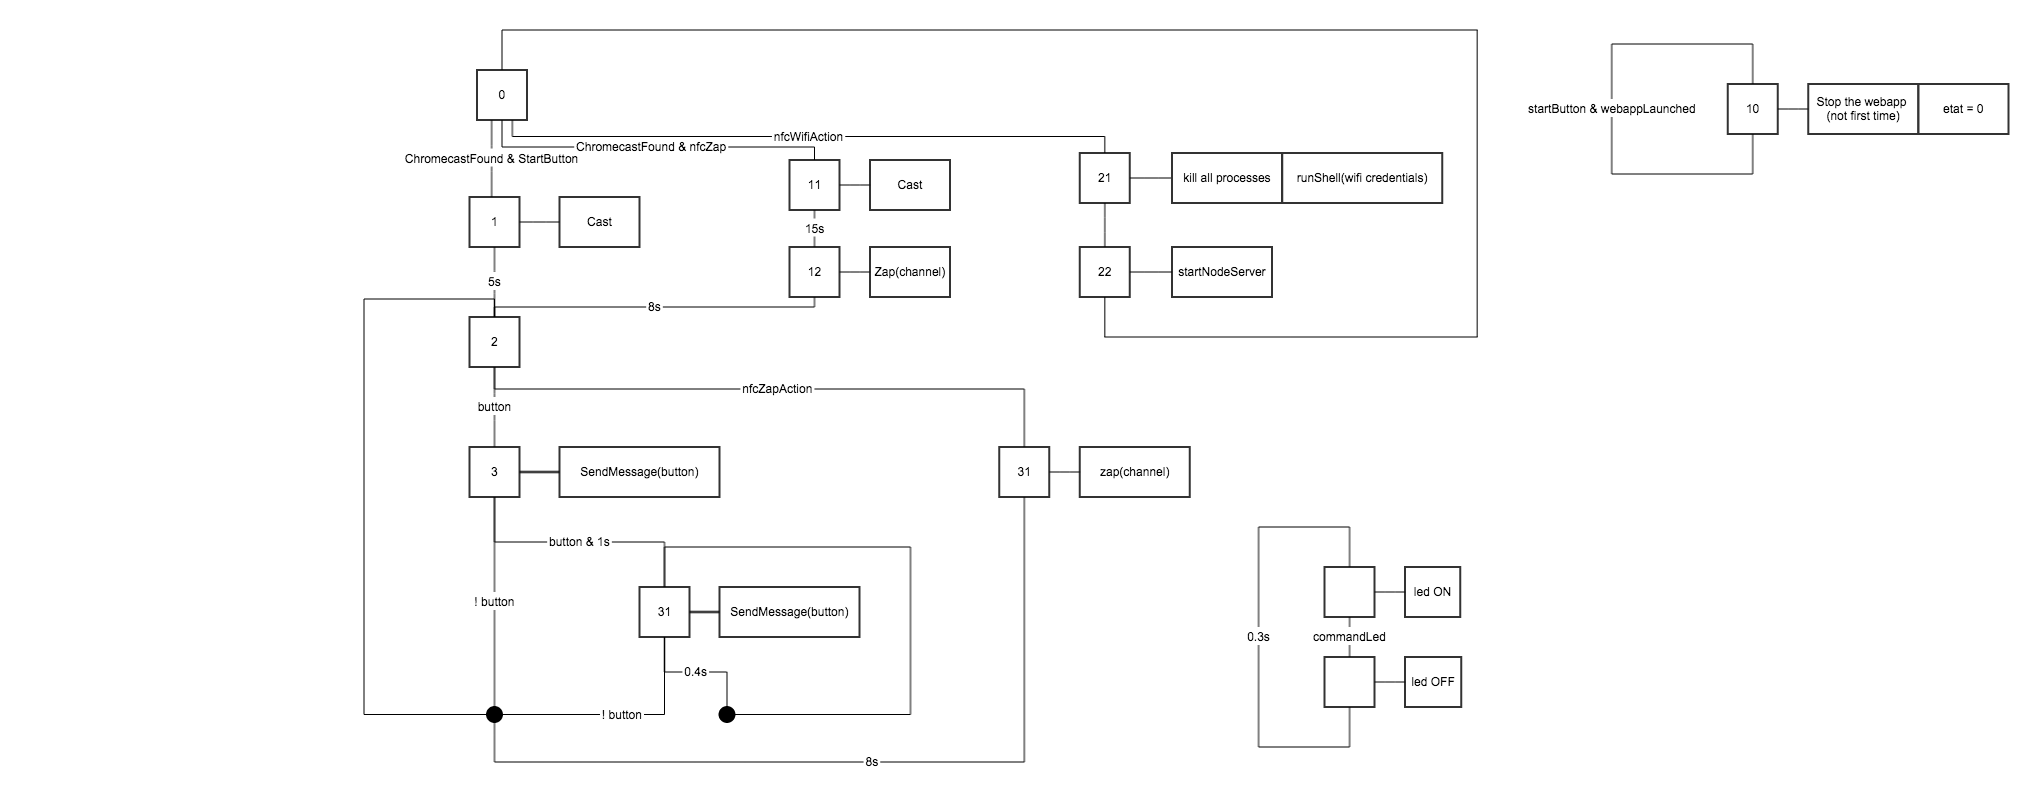 0
startButton & webappLaunched
10
Stop the webapp
(not first time)
etat = 0
nfcWifiAction
ChromecastFound & nfcZap
ChromecastFound & StartButton
11
Cast
21
kill all processes
runShell(wifi credentials)
1
Cast
15s
12
Zap(channel)
22
startNodeServer
5s
8s
2
nfcZapAction
button
3
SendMessage(button)
31
zap(channel)
button & 1s
! button
31
SendMessage(button)
0.4s
! button
8s
led ON
0.3s
commandLed
led OFF